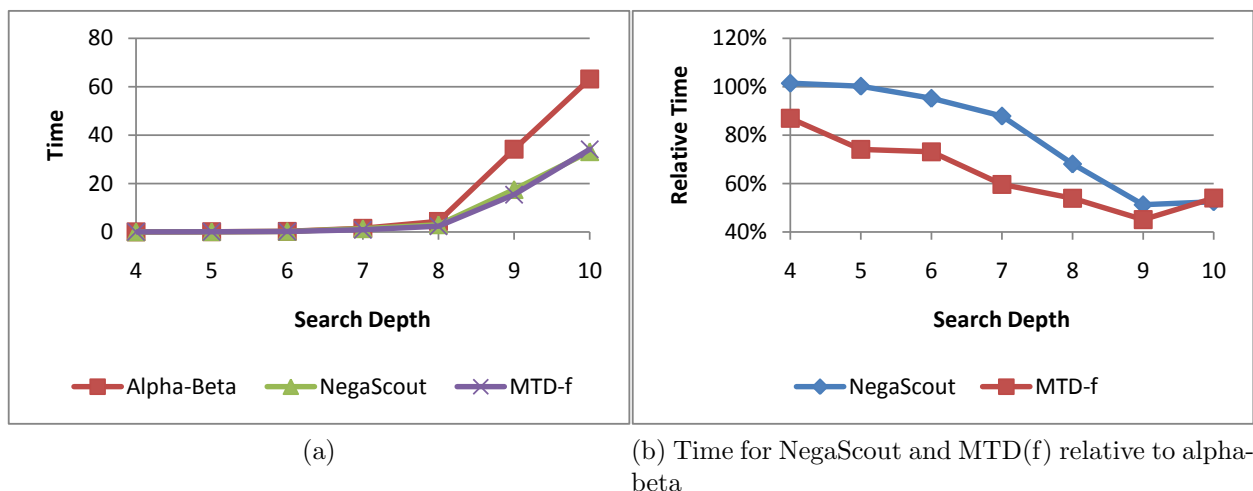 80
60
40
20
0
Time
4 5 6 7 8 9 10
Search Depth
Alpha-Beta NegaScout MTD-f
(a)
120%
100%
80%
60%
40%
Relative Time
4 5 6 7 8 9 10
Search Depth
NegaScout MTD-f
(b) Time for NegaScout and MTD(f) relative to alpha-
beta